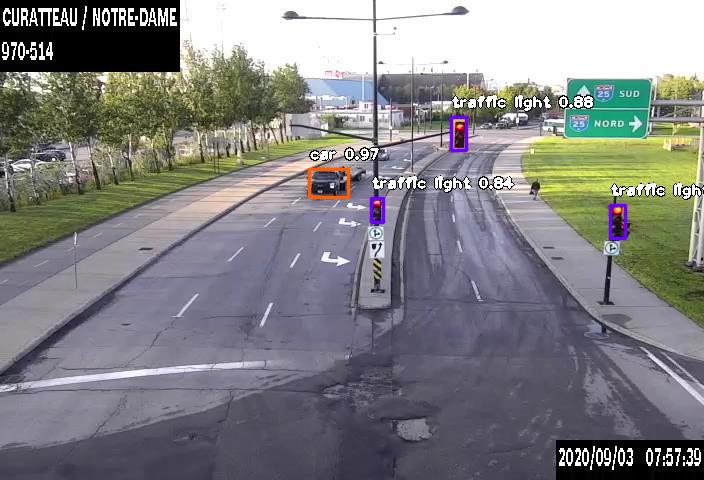 CURATTEAU / NOTRE-DAME
970-514
traffic light 0.88
25 SUD
25 NORD
car 0.97
traffic light 0.84
traffic ligh
2020/09/03 07:57:39